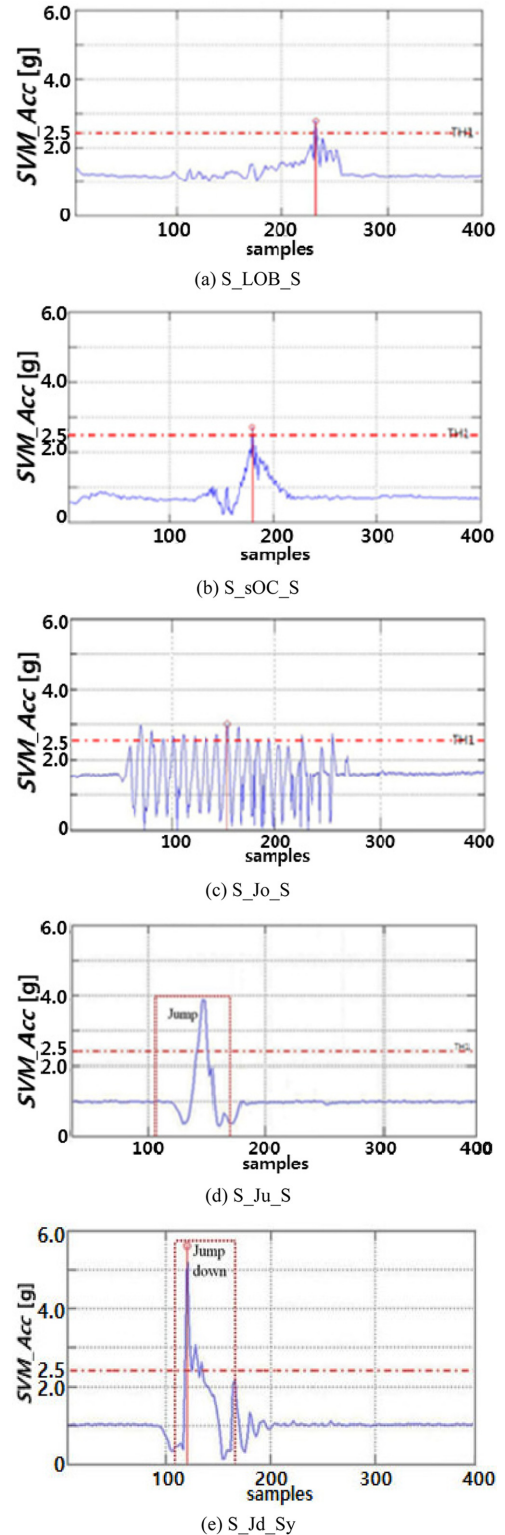 SVM_Acc [g]
6.0
4.0
2.5
TH1
2.0
0
100
200
300
400
samples
(a) S_LOB_S
SVM_Acc [g]
6.0
4.0
2.5
TH1
2.0
0
100
200
300
400
samples
(b) S_sOC_S
SVM_Acc [g]
6.0
4.0
2.5
TH1
2.0
0
100
200
300
400
samples
(c) S_Jo_S
SVM_Acc [g]
6.0
4.0
Jump
2.5
TH1
2.0
0
100
200
300
400
samples
(d) S_Ju_S
SVM_Acc [g]
6.0
Jump
down
4.0
2.5
2.0
0
100
200
300
400
samples
(e) S_Jd_Sy